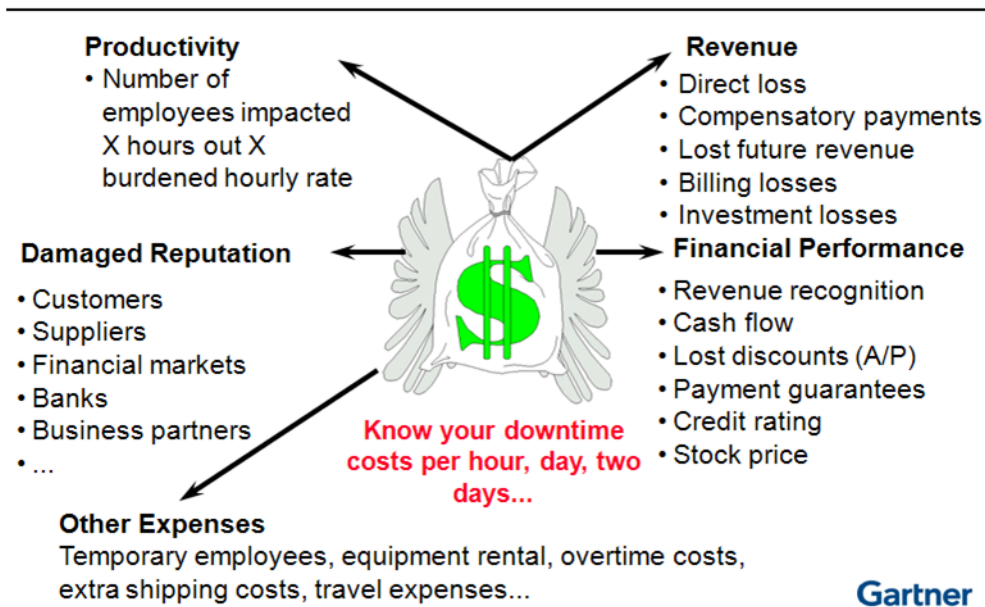 Productivity
• Number of
employees impacted
X hours out X
burdened hourly rate
Revenue
• Direct loss
• Compensatory payments
• Lost future revenue
• Billing losses
• Investment losses
Damaged Reputation
• Customers
• Suppliers
• Financial markets
• Banks
• Business partners
• ...
$
Financial Performance
• Revenue recognition
• Cash flow
• Lost discounts (A/P)
• Payment guarantees
• Credit rating
• Stock price
Know your downtime
costs per hour, day, two
days...
Other Expenses
Temporary employees, equipment rental, overtime costs,
extra shipping costs, travel expenses...
Gartner